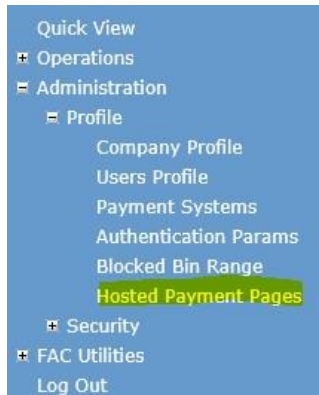 Quick View
Operations
Administration
Profile
Company Profile
Users Profile
Payment Systems
Authentication Params
Blocked Bin Range
Hosted Payment Pages
Security
FAC Utilities
Log Out